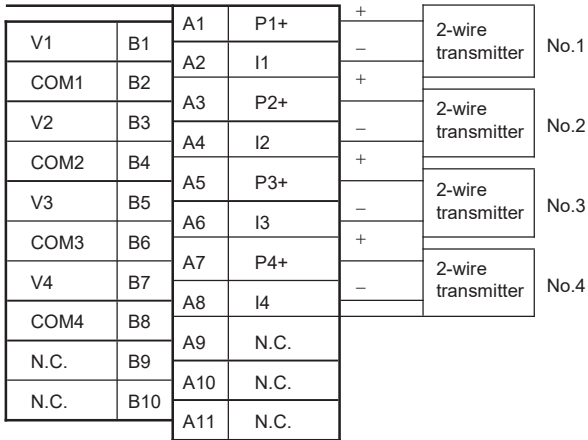 A1 P1+ + 2-wire
V1 B1 – transmitter No.1
A2 I1
COM1 B2 +
A3 P2+ 2-wire
V2 B3 – transmitter No.2
A4 I2
COM2 B4 +
A5 P3+ 2-wire
V3 B5 – transmitter No.3
A6 I3
COM3 B6 +
A7 P4+ 2-wire
V4 B7 – transmitter No.4
A8 I4
COM4 B8
A9 N.C.
N.C. B9
A10 N.C.
N.C. B10
A11 N.C.